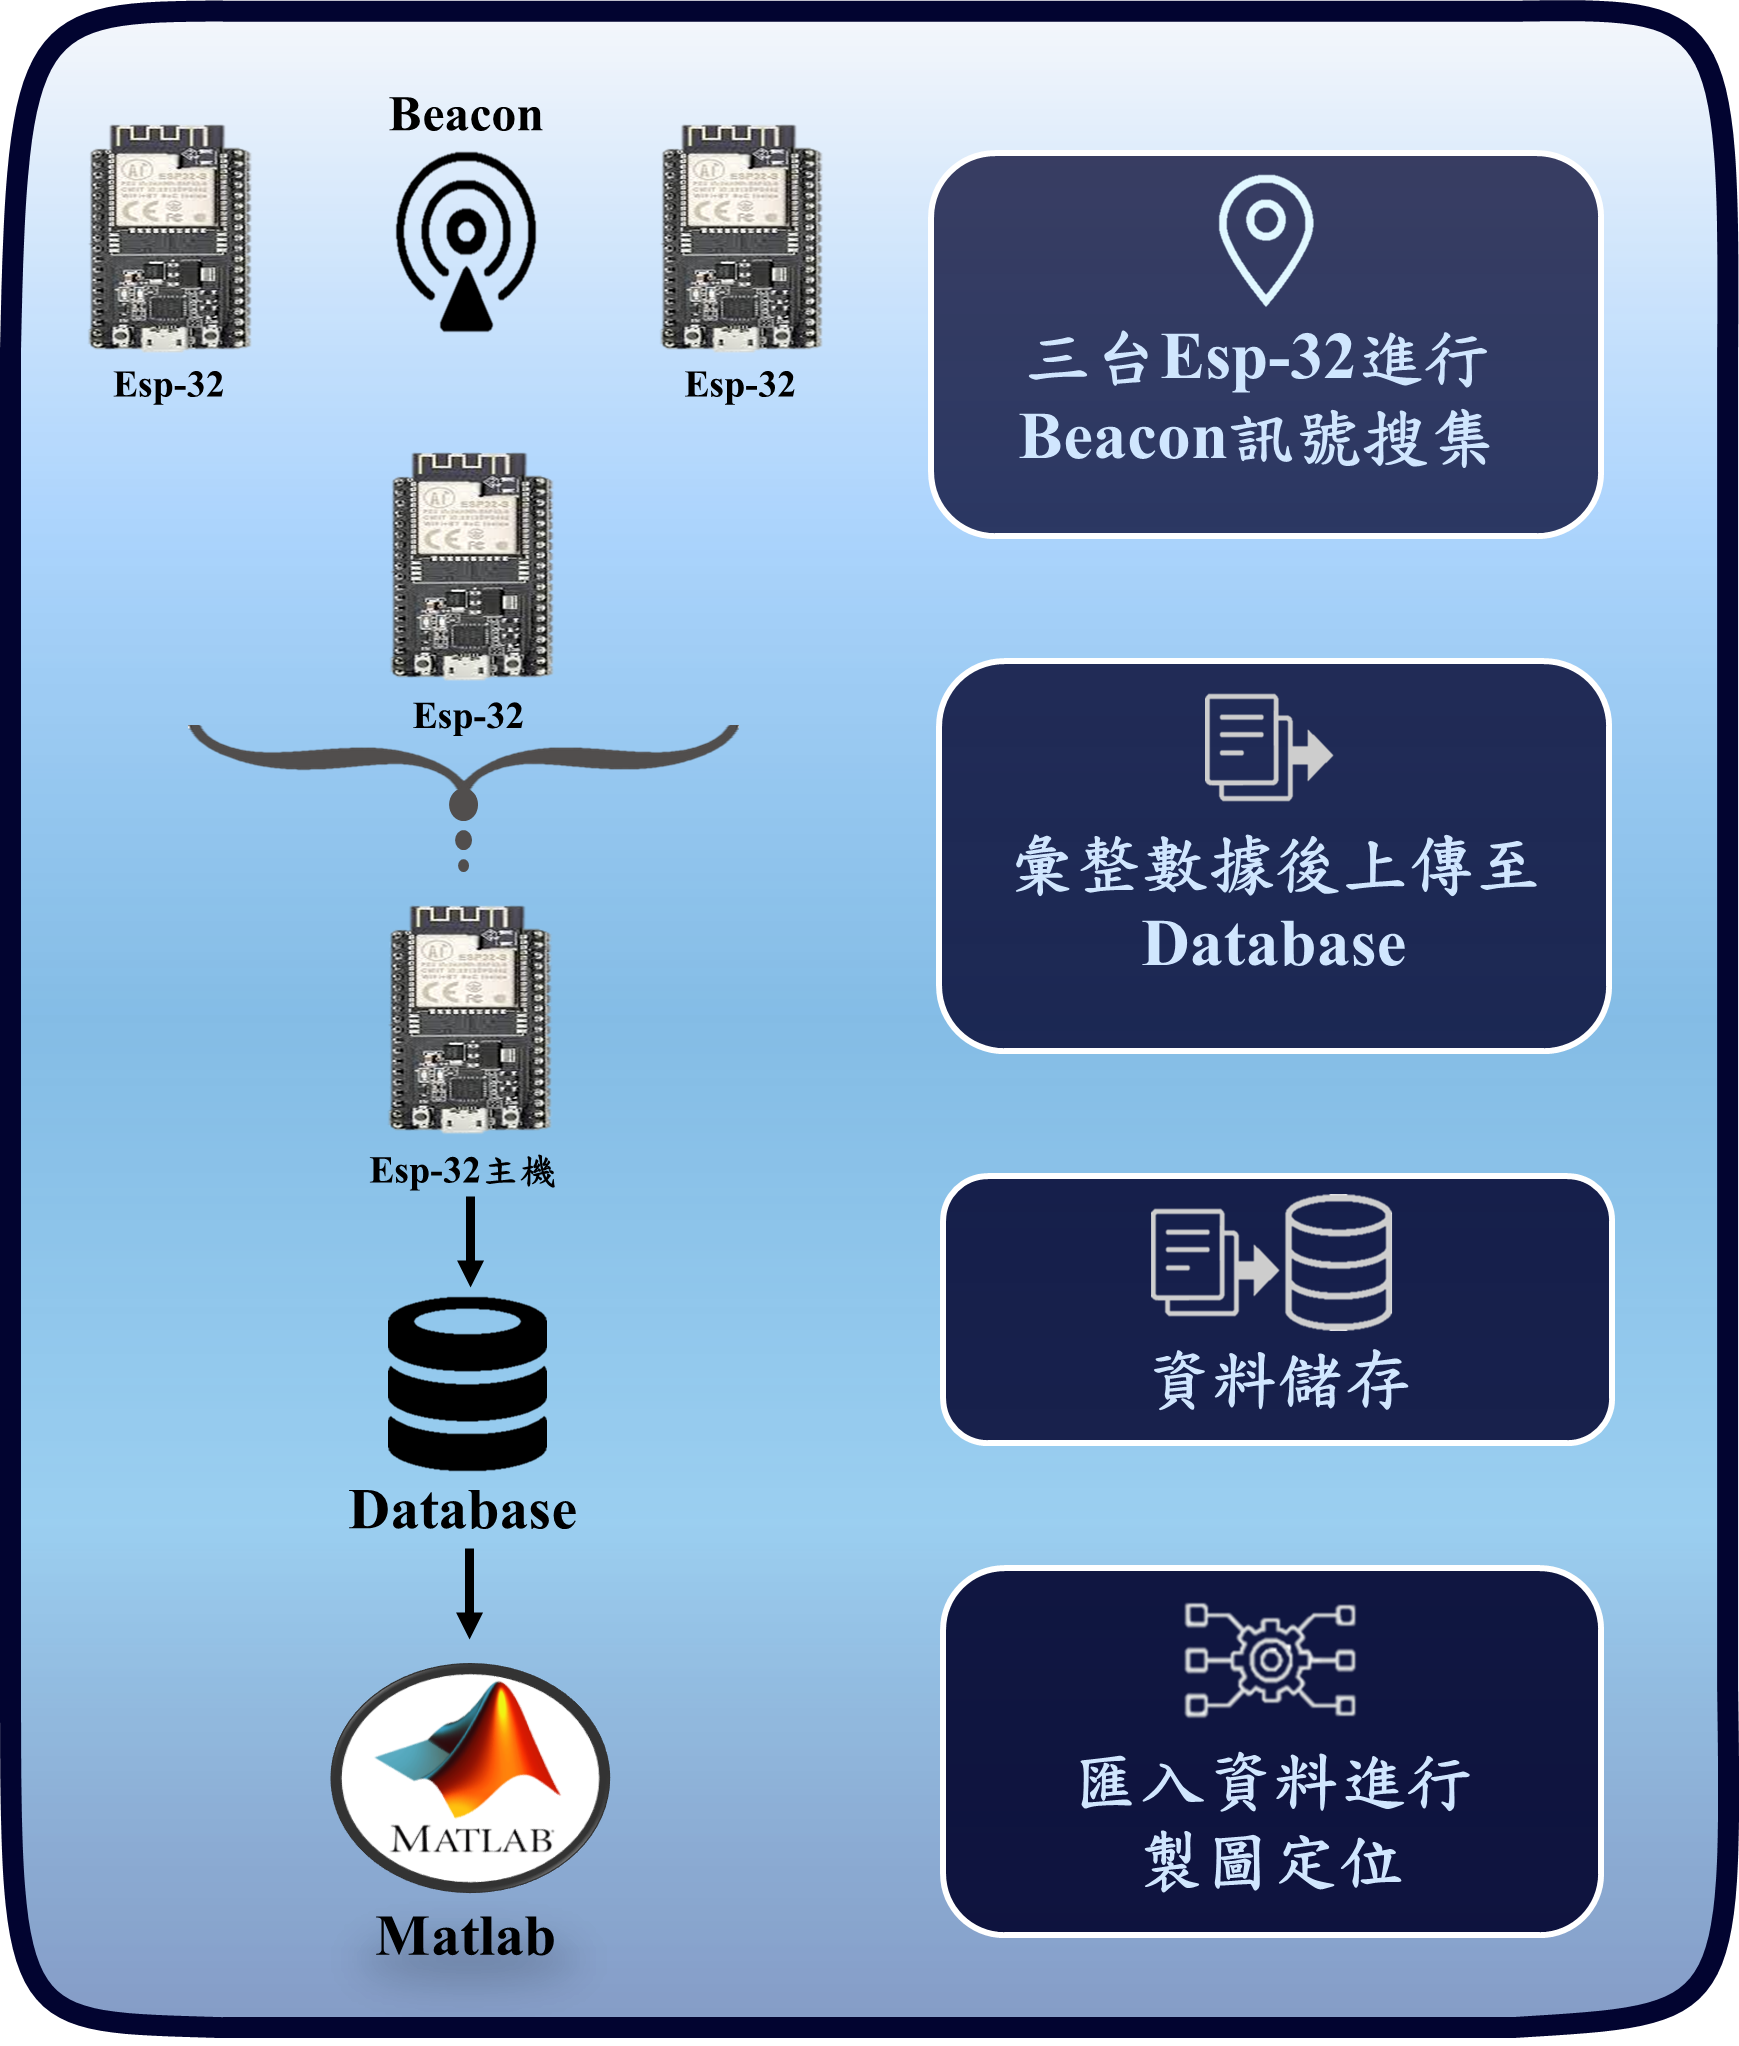 Beacon
Esp-32
Esp-32
三台Esp-32進行
Beacon訊號搜集
Esp-32
彙整數據後上傳至
Database
Esp-32主機
資料儲存
Database
匯入資料進行
製圖定位
MATLAB
Matlab